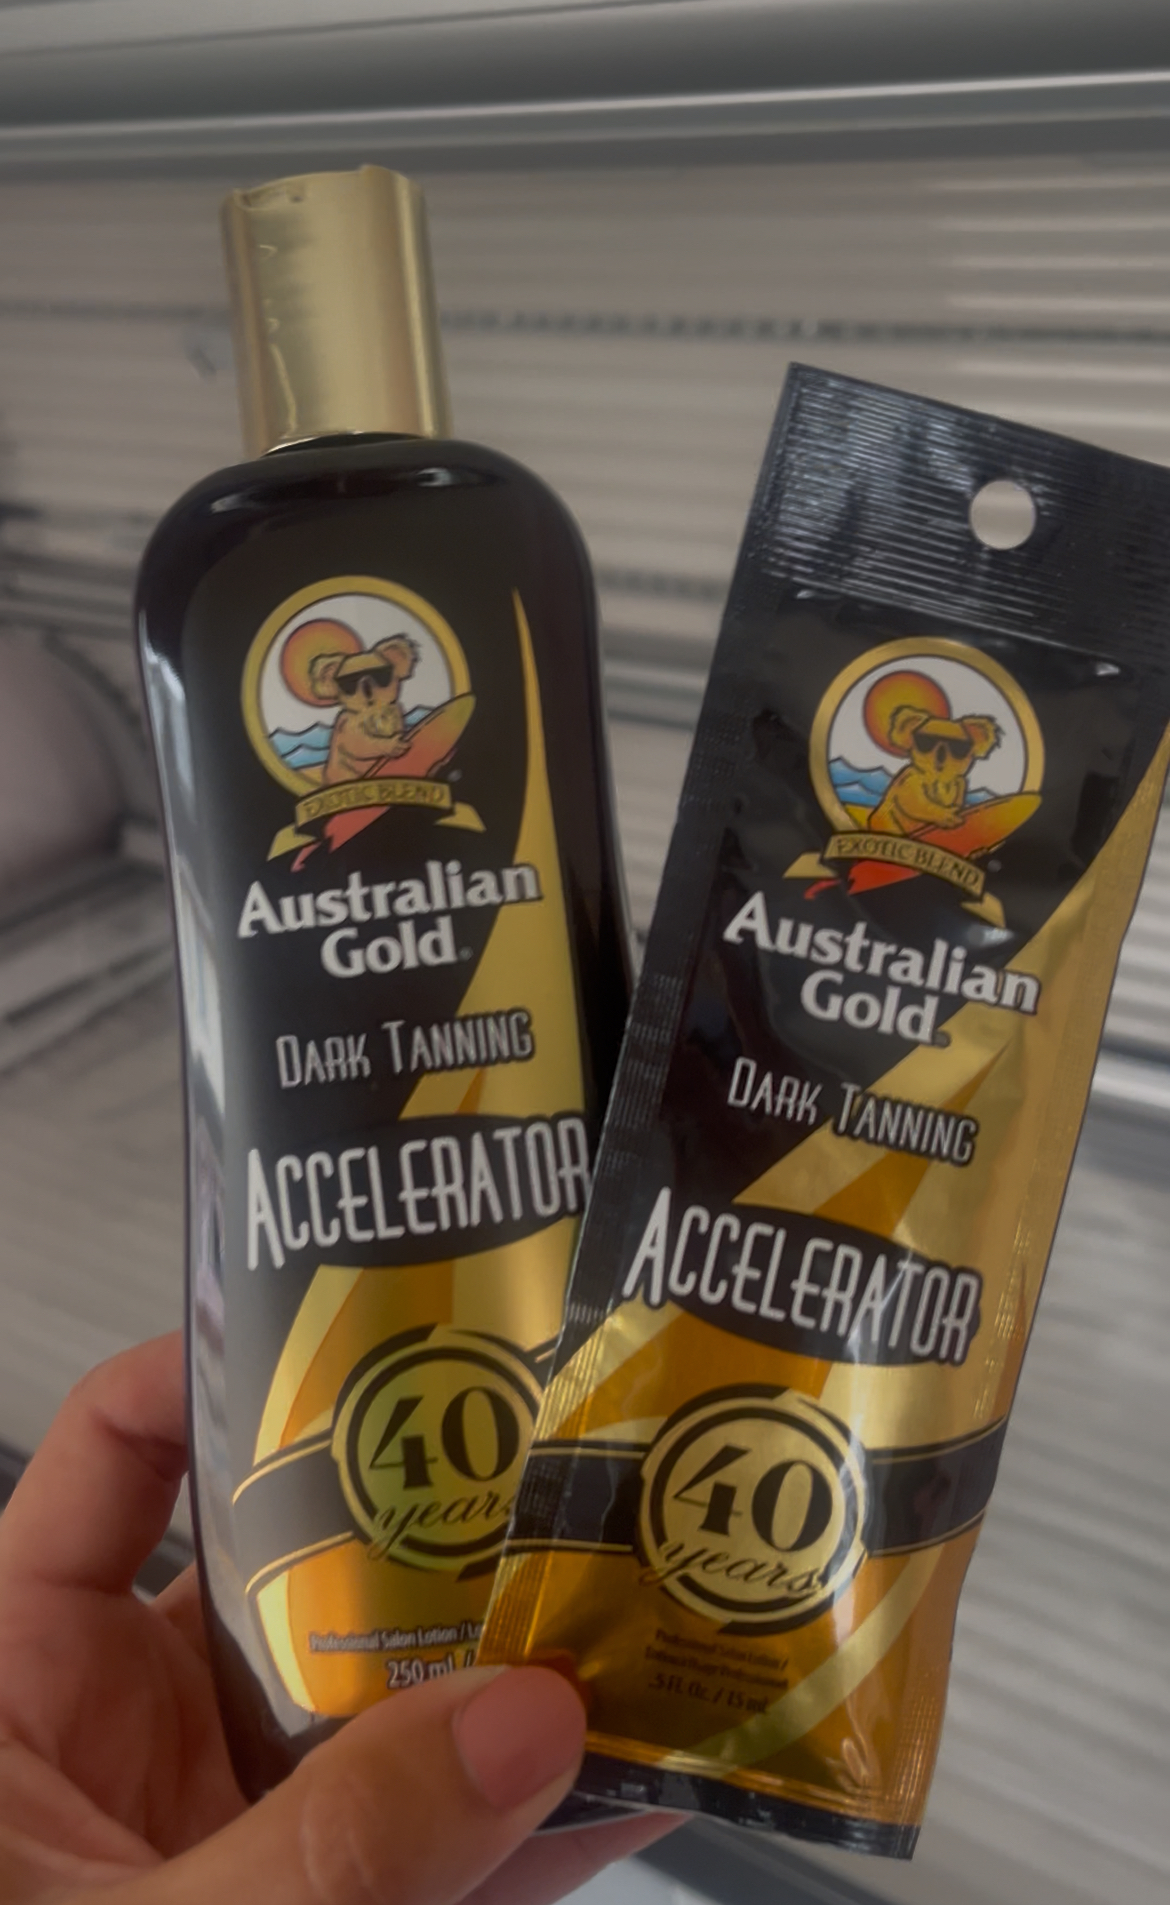 EXOTIC BLEND
Australian
Gold
DARK TANNING
ACCELERATOR
40
years
Professional Salon Lotion /
250 ml /
EXOTIC BLEND
Australian
Gold
DARK TANNING
ACCELERATOR
40
years
Professional Salon Lotion /
.5 FL Oz. / 15 ml